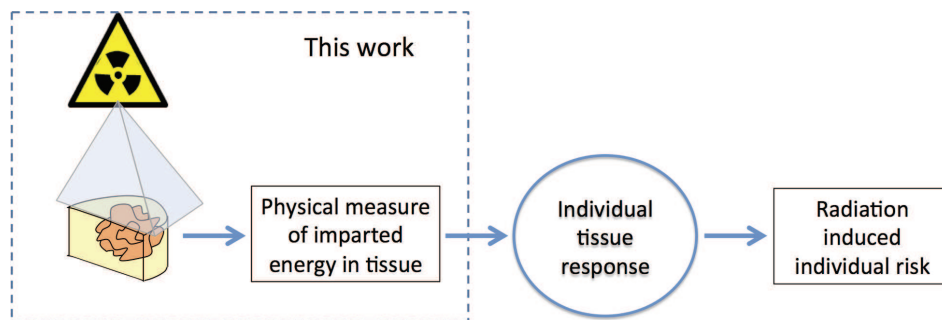 This work
Physical measure
of imparted
energy in tissue
Individual
tissue
response
Radiation
induced
individual risk